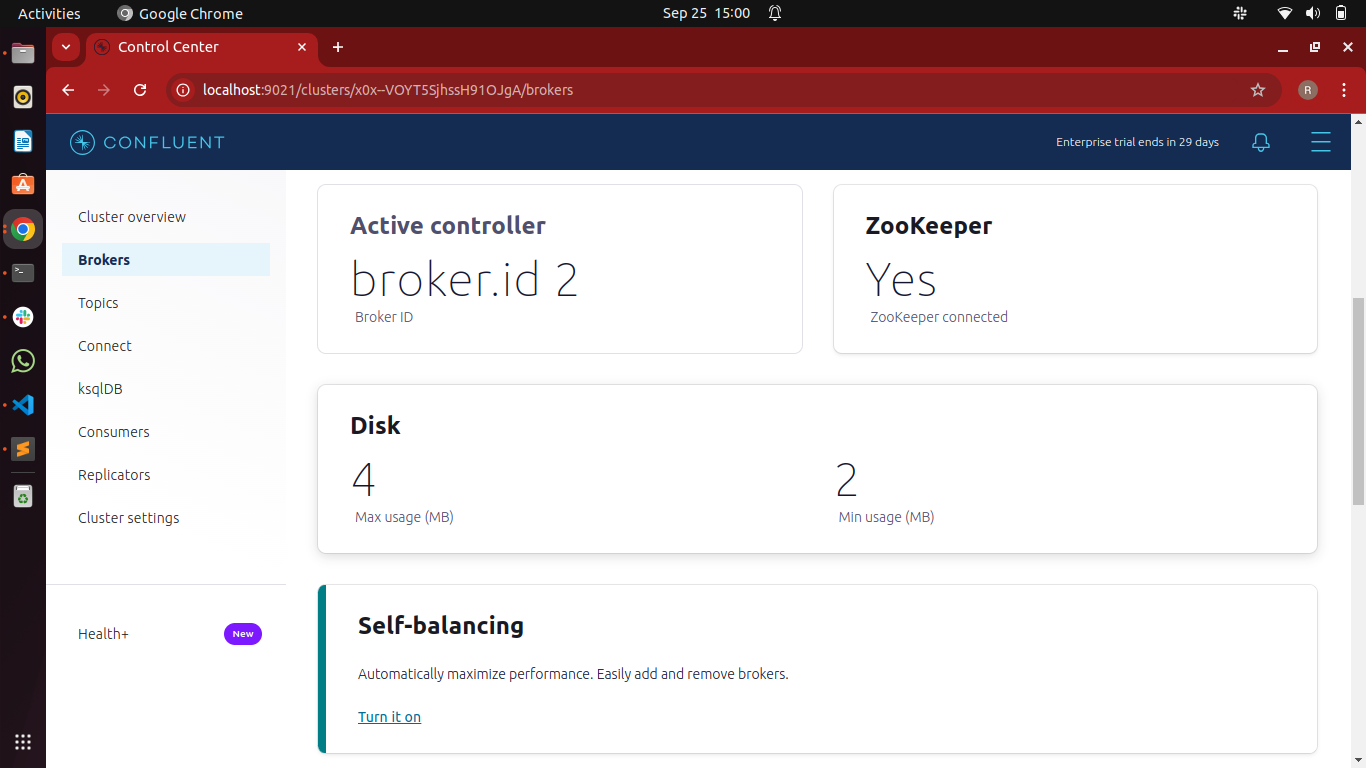 Activities
Google Chrome
Sep 25 15:00
Control Center
localhost:9021/clusters/x0x--VOYT5SjhssH91OJgA/brokers
R
CONFLUENT
Enterprise trial ends in 29 days
Cluster overview
Brokers
Topics
Connect
ksqlDB
Consumers
Replicators
Cluster settings
Health+
New
Active controller
broker.id 2
Broker ID
ZooKeeper
Yes
ZooKeeper connected
Disk
4
Max usage (MB)
2
Min usage (MB)
Self-balancing
Automatically maximize performance. Easily add and remove brokers.
Turn it on